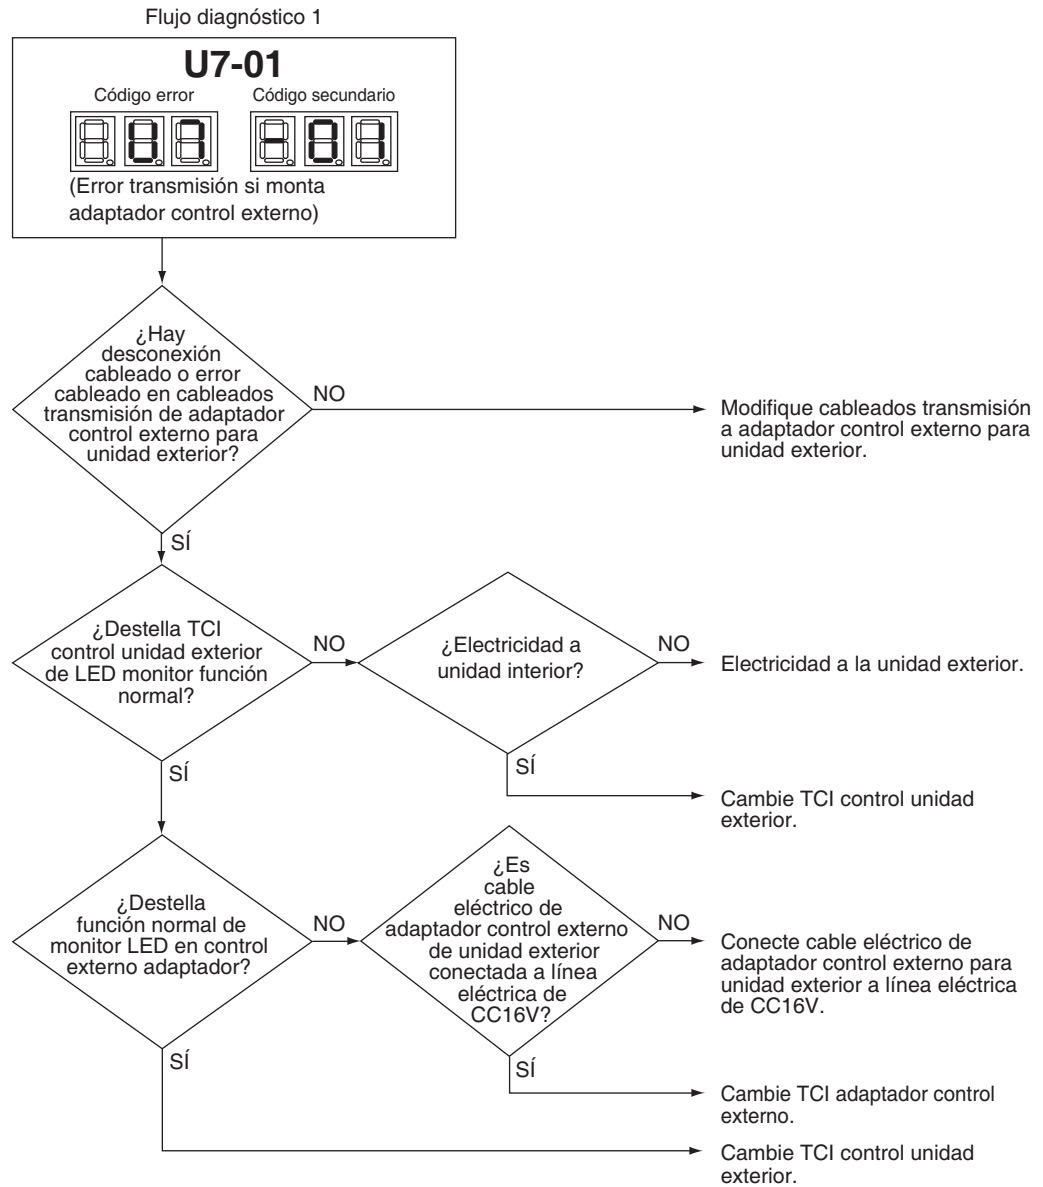 Flujo diagnóstico 1
U7-01
Código error
Código secundario
U7
-01
(Error transmisión si monta
adaptador control externo)
¿Hay
desconexión
cableado o error
cableado en cableados
transmisión de adaptador
control externo para
unidad exterior?
NO
Modifique cableados transmisión
a adaptador control externo para
unidad exterior.
SÍ
¿Destella TCI
control unidad exterior
de LED monitor función
normal?
NO
¿Electricidad a
unidad interior?
NO
Electricidad a la unidad exterior.
SÍ
Cambie TCI control unidad
exterior.
SÍ
¿Destella
función normal de
monitor LED en control
externo adaptador?
NO
¿Es
cable
eléctrico de
adaptador control externo
de unidad exterior
conectada a línea
eléctrica de
CC16V?
NO
Conecte cable eléctrico de
adaptador control externo para
unidad exterior a línea eléctrica
de CC16V.
SÍ
Cambie TCI adaptador control
externo.
SÍ
Cambie TCI control unidad
exterior.